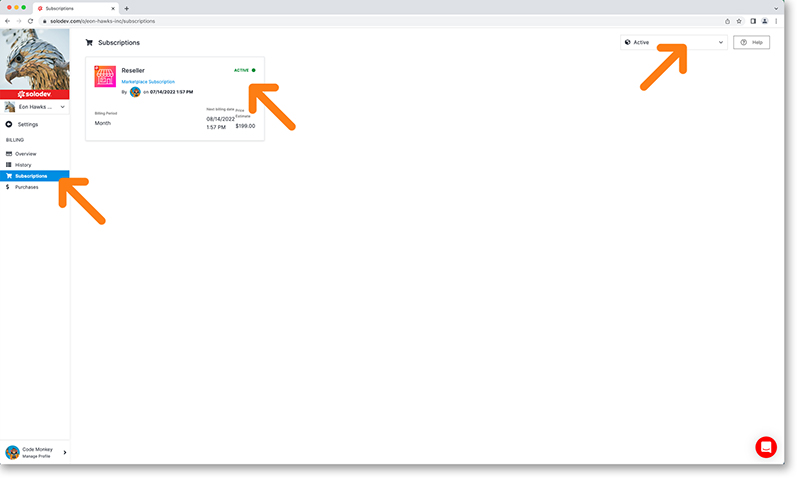 Subscriptions
solodev.com/o/eon-hawks-inc/subscriptions
solodev
Eon Hawks ...
Settings
BILLING
Overview
History
Subscriptions
$ Purchases
Code Monkey
Manage Profile
Subscriptions
Active
Help
Reseller
ACTIVE
Marketplace Subscription
By on 07/14/2022 1:57 PM
Billing Period
Month
Next billing date
08/14/2022
1:57 PM
Price
Estimate
$199.00